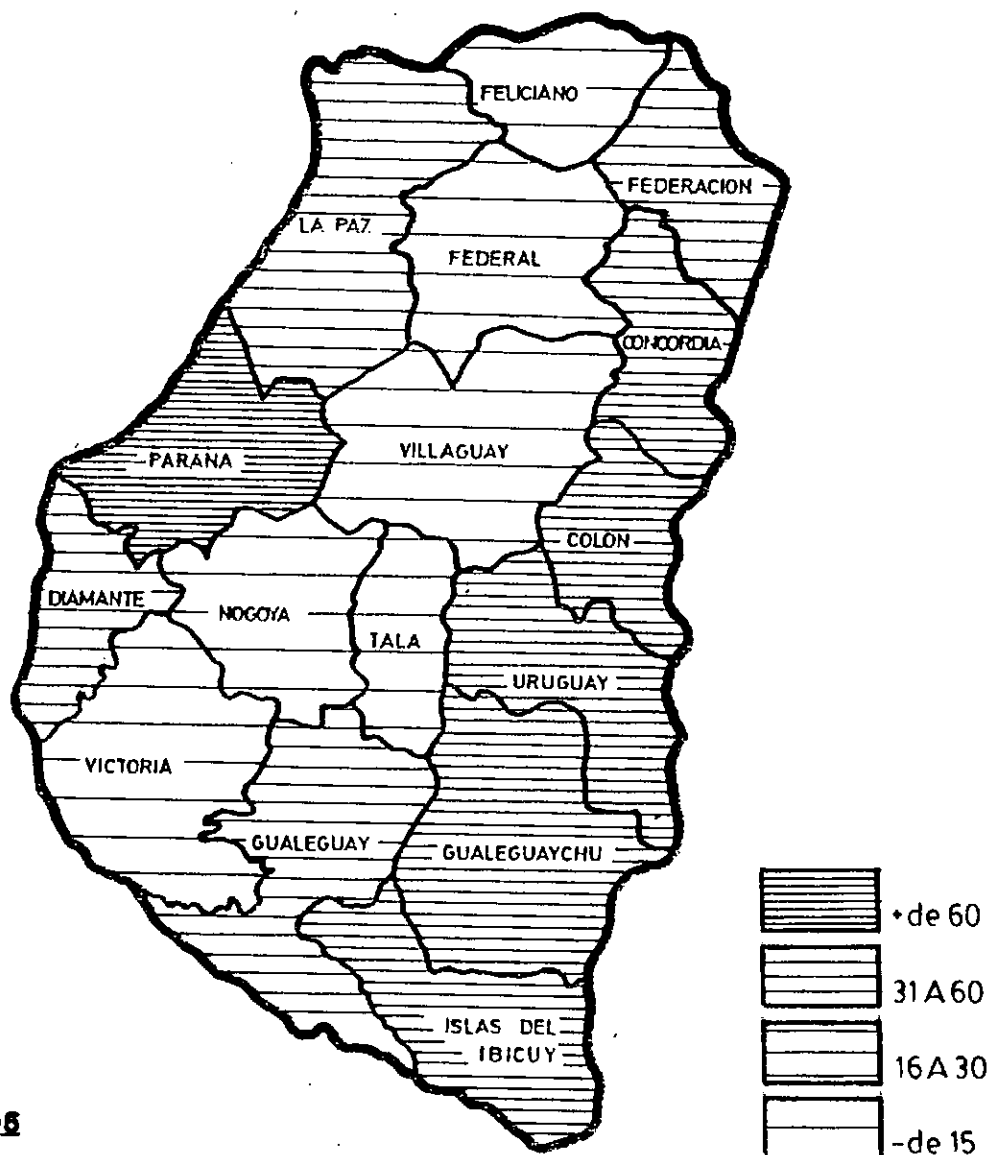 FELICIANO
FEDERACION
LA PAZ
FEDERAL
CONCORDIA
PARANA
VILLAGUAY
COLON
DIAMANTE
NOGOYA
TALA
URUGUAY
VICTORIA
GUALEGUAY
GUALEGUAYCHU
ISLAS DEL
IBICUY
+ de 60
31 A 60
16 A 30
- de 15